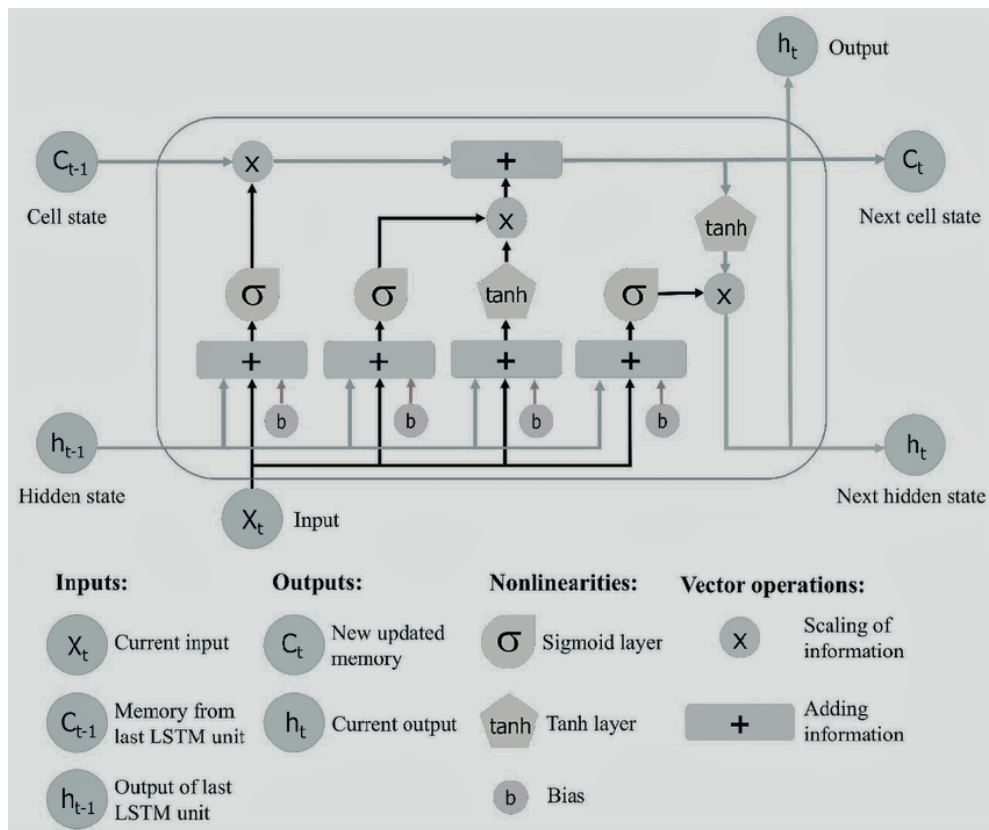 hₜ
Output
Cₜ₋₁
x
+
Cₜ
Cell state
x
Next cell state
tanh
σ
σ
tanh
σ
x
+
+
+
+
b
b
b
b
hₜ₋₁
hₜ
Hidden state
Next hidden state
Xₜ
Input
Inputs:
Outputs:
Nonlinearities:
Vector operations:
Xₜ
Current input
Cₜ
New updated
memory
σ
Sigmoid layer
x
Scaling of
information
Cₜ₋₁
Memory from
last LSTM unit
hₜ
Current output
tanh
Tanh layer
+
Adding
information
hₜ₋₁
Output of last
LSTM unit
b
Bias